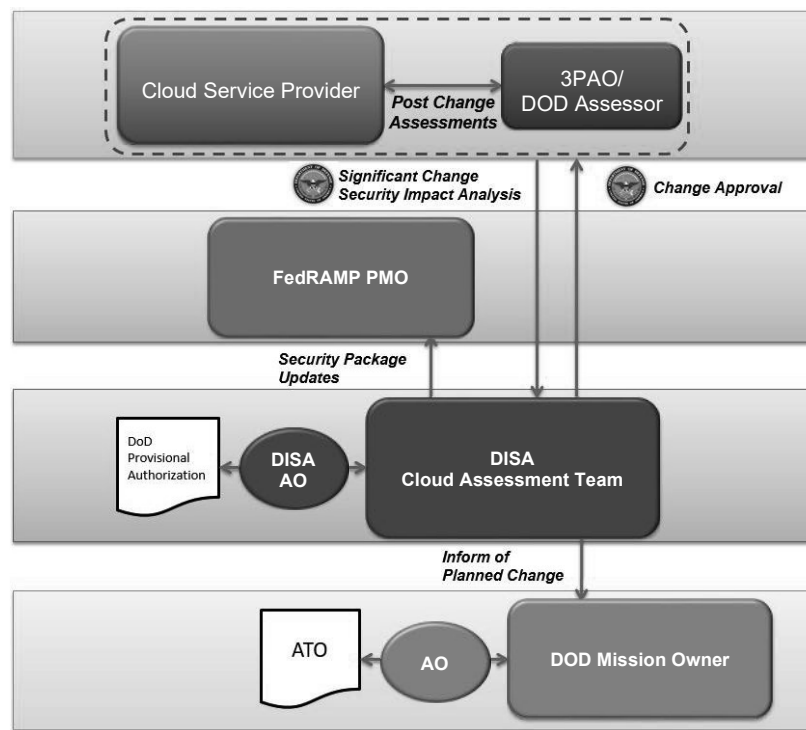 Cloud Service Provider
Post Change
Assessments
3PAO/
DOD Assessor
Significant Change
Security Impact Analysis
Change Approval
FedRAMP PMO
Security Package
Updates
DoD
Provisional
Authorization
DISA
AO
DISA
Cloud Assessment Team
Inform of
Planned Change
ATO
AO
DOD Mission Owner